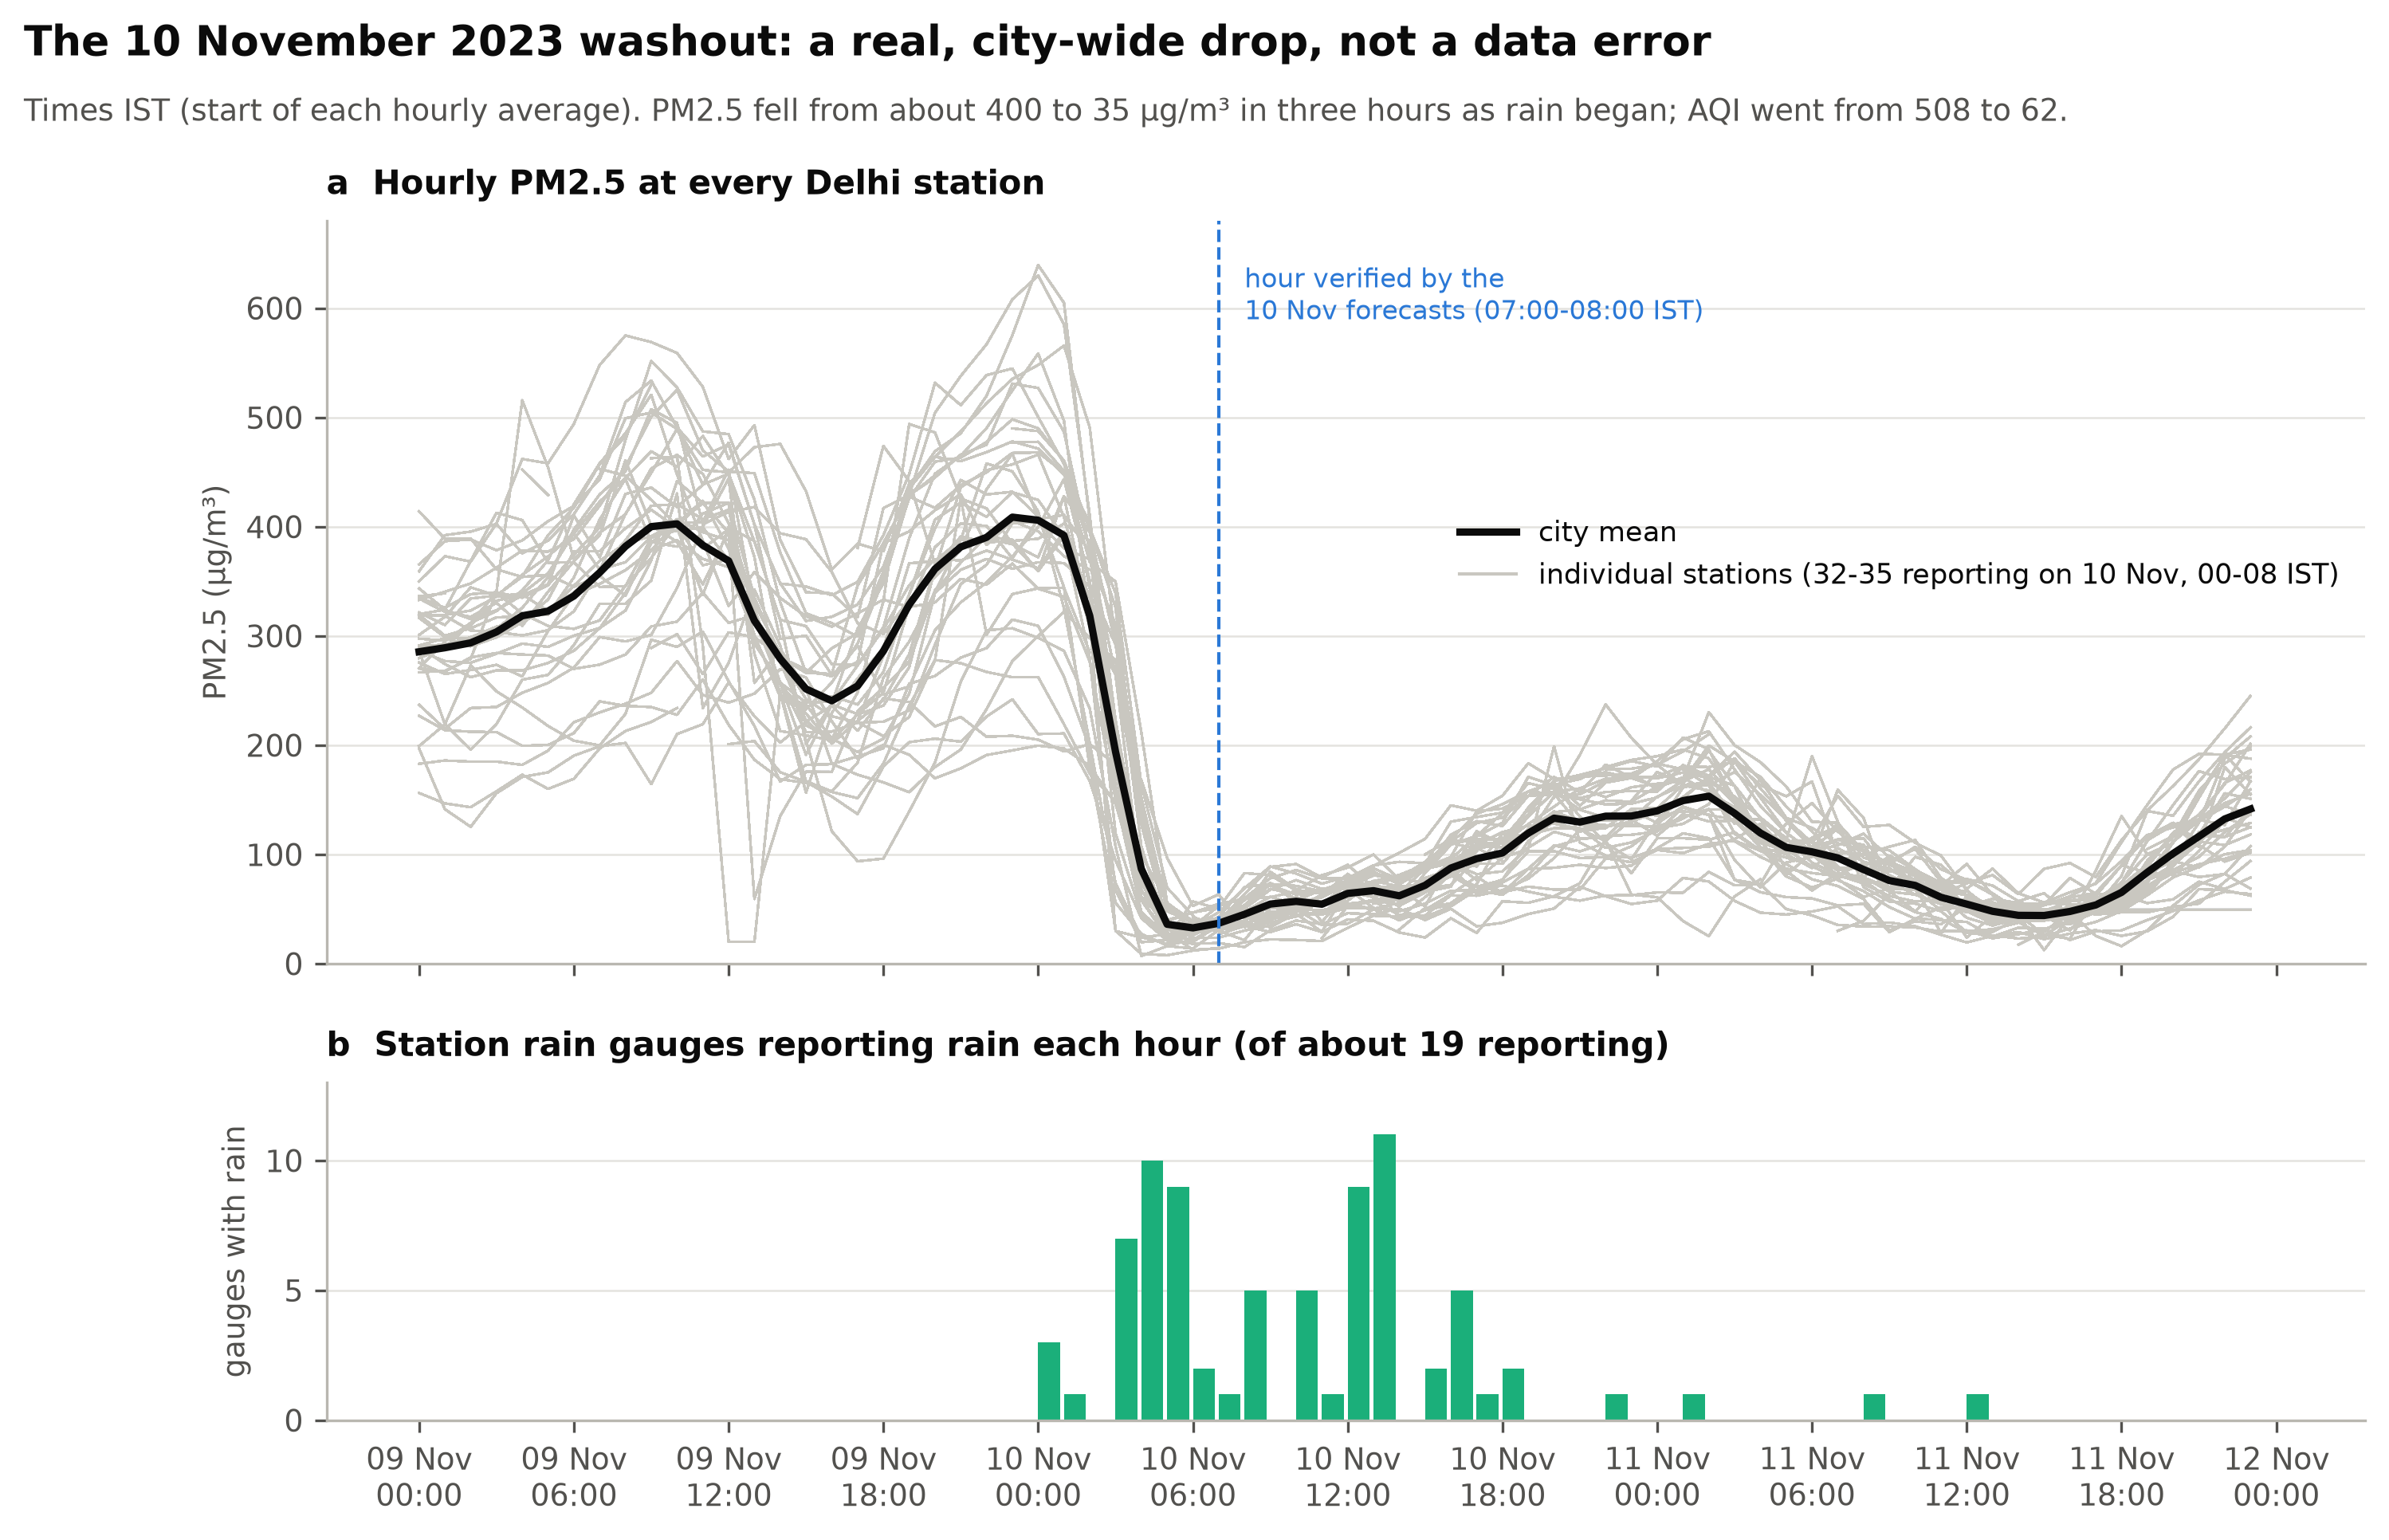 The 10 November 2023 washout: a real, city-wide drop, not a data error
Times IST (start of each hourly average). PM2.5 fell from about 400 to 35 µg/m³ in three hours as rain began; AQI went from 508 to 62.
a Hourly PM2.5 at every Delhi station
PM2.5 (µg/m³)
600
500
400
300
200
100
0
hour verified by the
10 Nov forecasts (07:00-08:00 IST)
city mean
individual stations (32-35 reporting on 10 Nov, 00-08 IST)
b Station rain gauges reporting rain each hour (of about 19 reporting)
gauges with rain
10
5
0
09 Nov 09 Nov 09 Nov 09 Nov 10 Nov 10 Nov 10 Nov 10 Nov 11 Nov 11 Nov 11 Nov 11 Nov 12 Nov
00:00 06:00 12:00 18:00 00:00 06:00 12:00 18:00 00:00 06:00 12:00 18:00 00:00